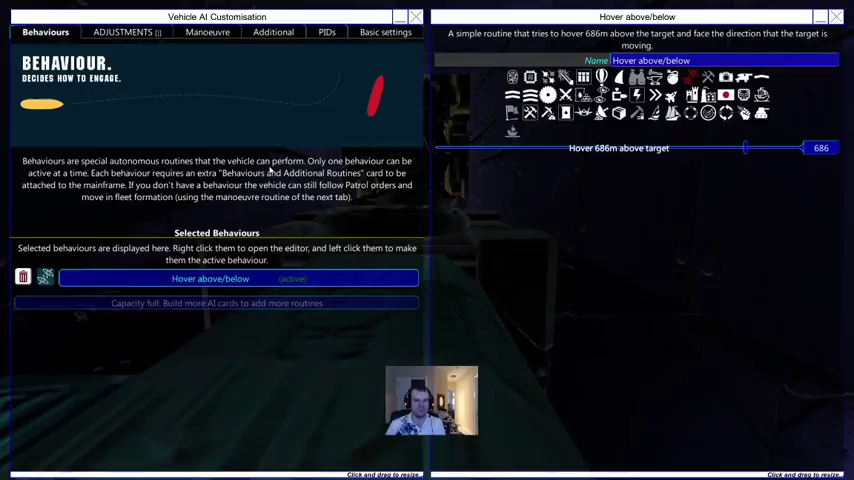 Vehicle AI Customisation
Behaviours
ADJUSTMENTS
Manoeuvre
Additional
PIDs
Basic settings
BEHAVIOUR.
DECIDES HOW TO ENGAGE.
Behaviours are special autonomous routines that the vehicle can perform. Only one behaviour can be
active at a time. Each behaviour requires an extra "Behaviours and Additional Routines" card to be
attached to the mainframe. If you don't have a behaviour the vehicle can still follow Patrol orders and
move in fleet formation (using the manoeuvre routine of the next tab).
Selected Behaviours
Selected behaviours are displayed here. Right click them to open the editor, and left click them to make
them the active behaviour.
Hover above/below (active)
Capacity full. Build more AI cards to add more routines
Click and drag to resize.
Hover above/below
A simple routine that tries to hover 686m above the target and face the direction that the target is
moving.
Name Hover above/below
Hover 686m above target 686
Click and drag to resize.